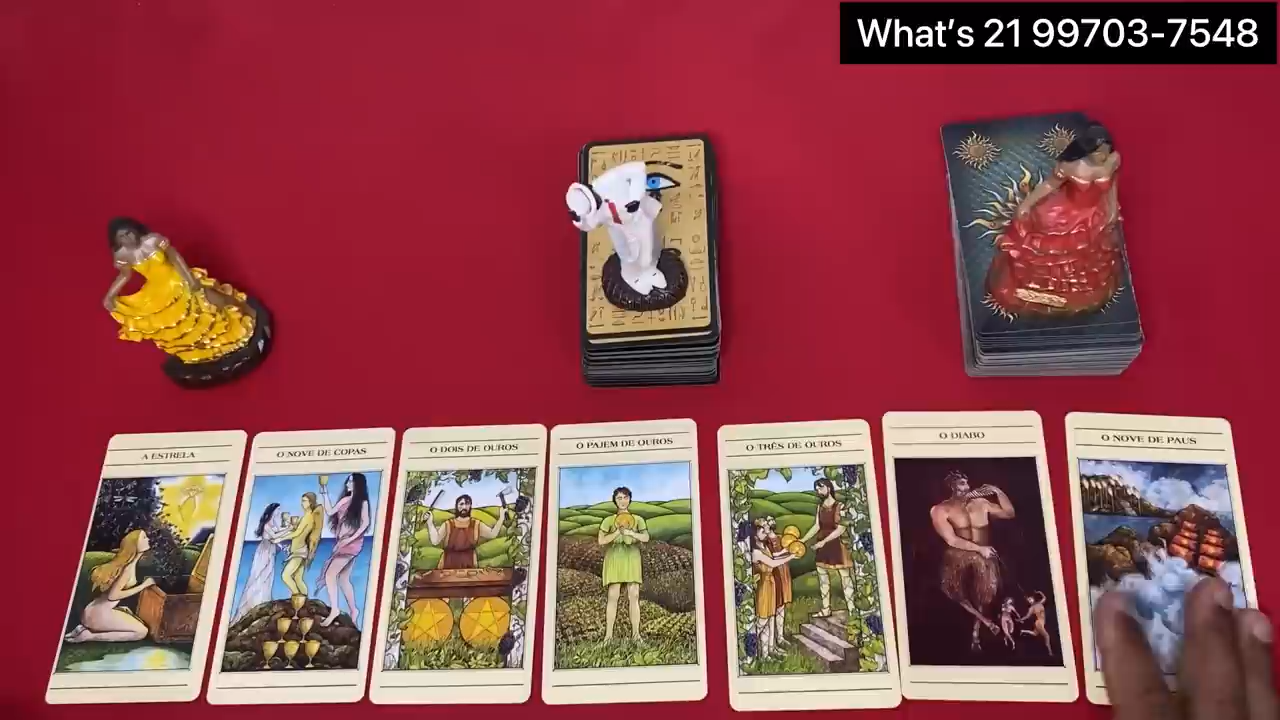 What's 21 99703-7548
A ESTRELA
O NOVE DE COPAS
O DOIS DE OUROS
O PAJEM DE OUROS
O TRÊS DE OUROS
O DIABO
O NOVE DE PAUS